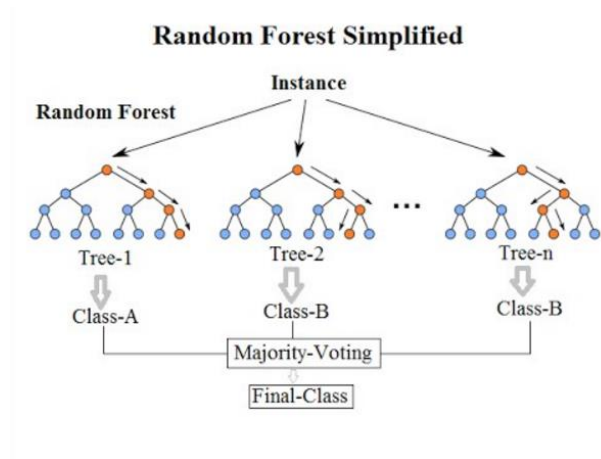 Random Forest Simplified
Instance
Random Forest
...
Tree-1
Tree-2
Tree-n
Class-A
Class-B
Class-B
Majority-Voting
Final-Class